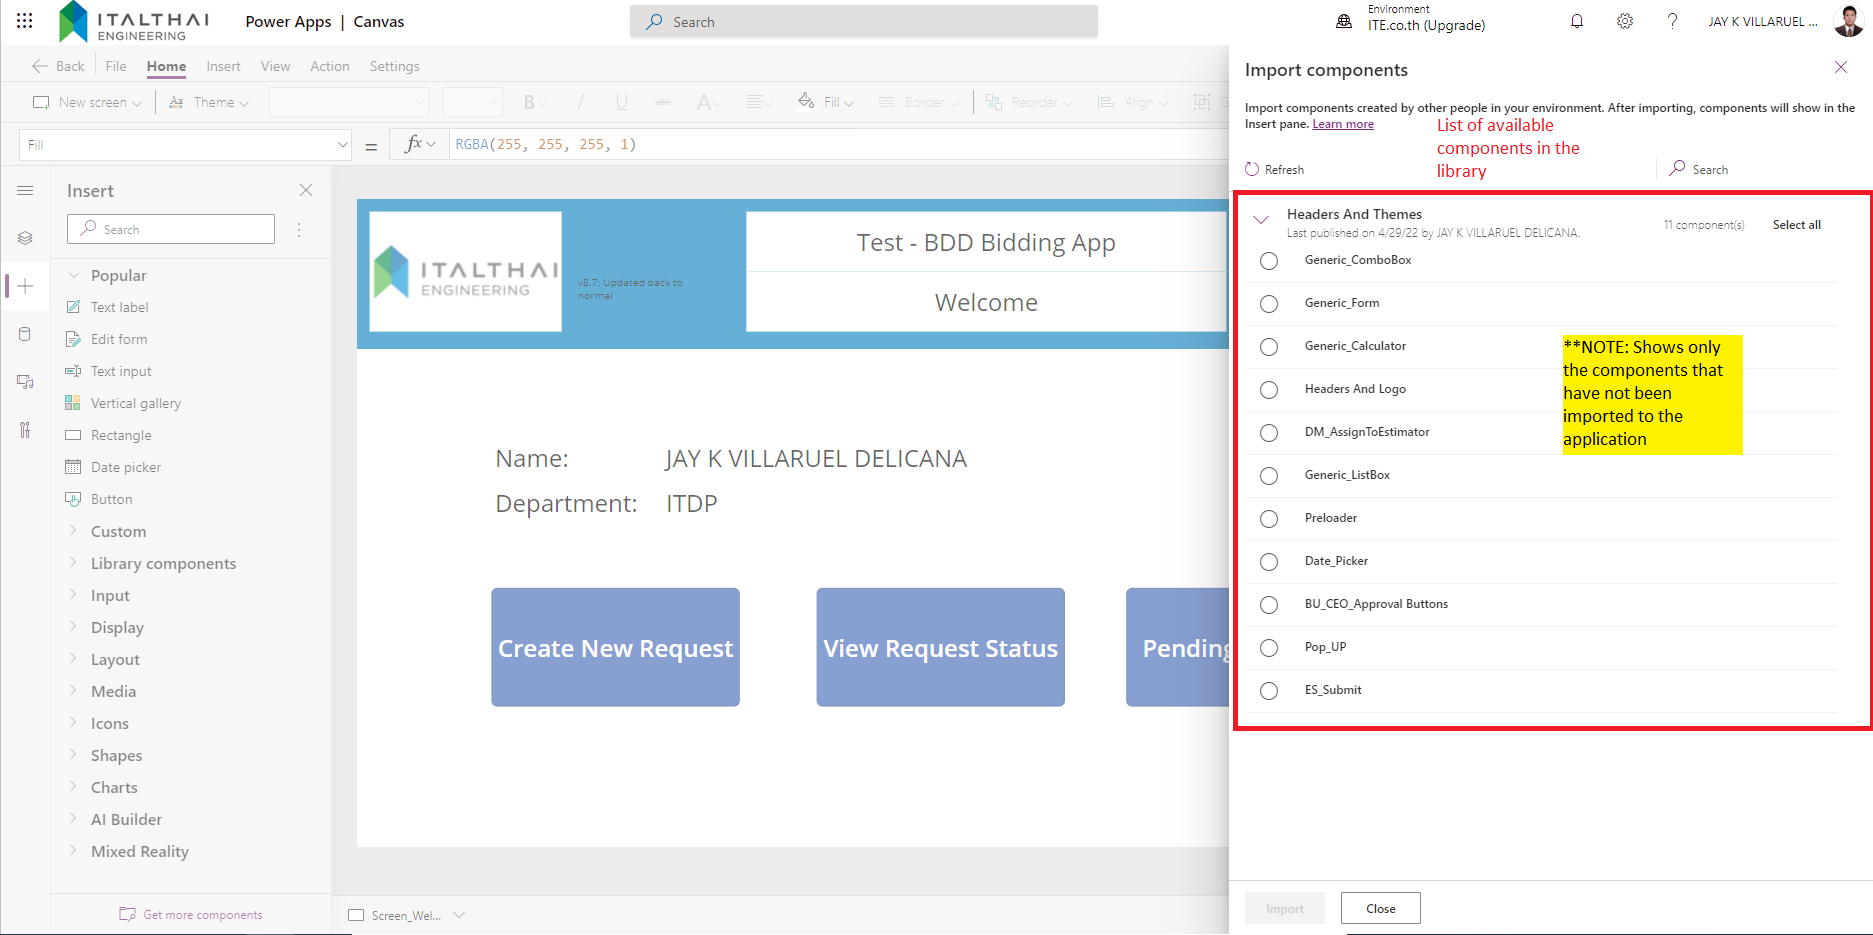 ITALTHAI
ENGINEERING
Power Apps | Canvas
Search
Environment
ITE.co.th (Upgrade)
JAY K VILLARUEL ...
Back
File
Home
Insert
View
Action
Settings
New screen
Theme
B
/
U
abc
A
Fill
Border
Reorder
Align
G
Fill
=
fx
RGBA(255, 255, 255, 1)
Insert
Search
Popular
Text label
Edit form
Text input
Vertical gallery
Rectangle
Date picker
Button
Custom
Library components
Input
Display
Layout
Media
Icons
Shapes
Charts
AI Builder
Mixed Reality
Get more components
ITALTHAI
ENGINEERING
v8.7: Updated back to
normal
Test - BDD Bidding App
Welcome
Name: JAY K VILLARUEL DELICANA
Department: ITDP
Create New Request
View Request Status
Pending
Screen_Wel...
Import components
Import components created by other people in your environment. After importing, components will show in the
Insert pane. Learn more
List of available
components in the
library
Refresh
Search
Headers And Themes
Last published on 4/29/22 by JAY K VILLARUEL DELICANA.
11 component(s)
Select all
Generic_ComboBox
Generic_Form
Generic_Calculator
Headers And Logo
DM_AssignToEstimator
Generic_ListBox
Preloader
Date_Picker
BU_CEO_Approval Buttons
Pop_UP
ES_Submit
**NOTE: Shows only
the components that
have not been
imported to the
application
Import
Close